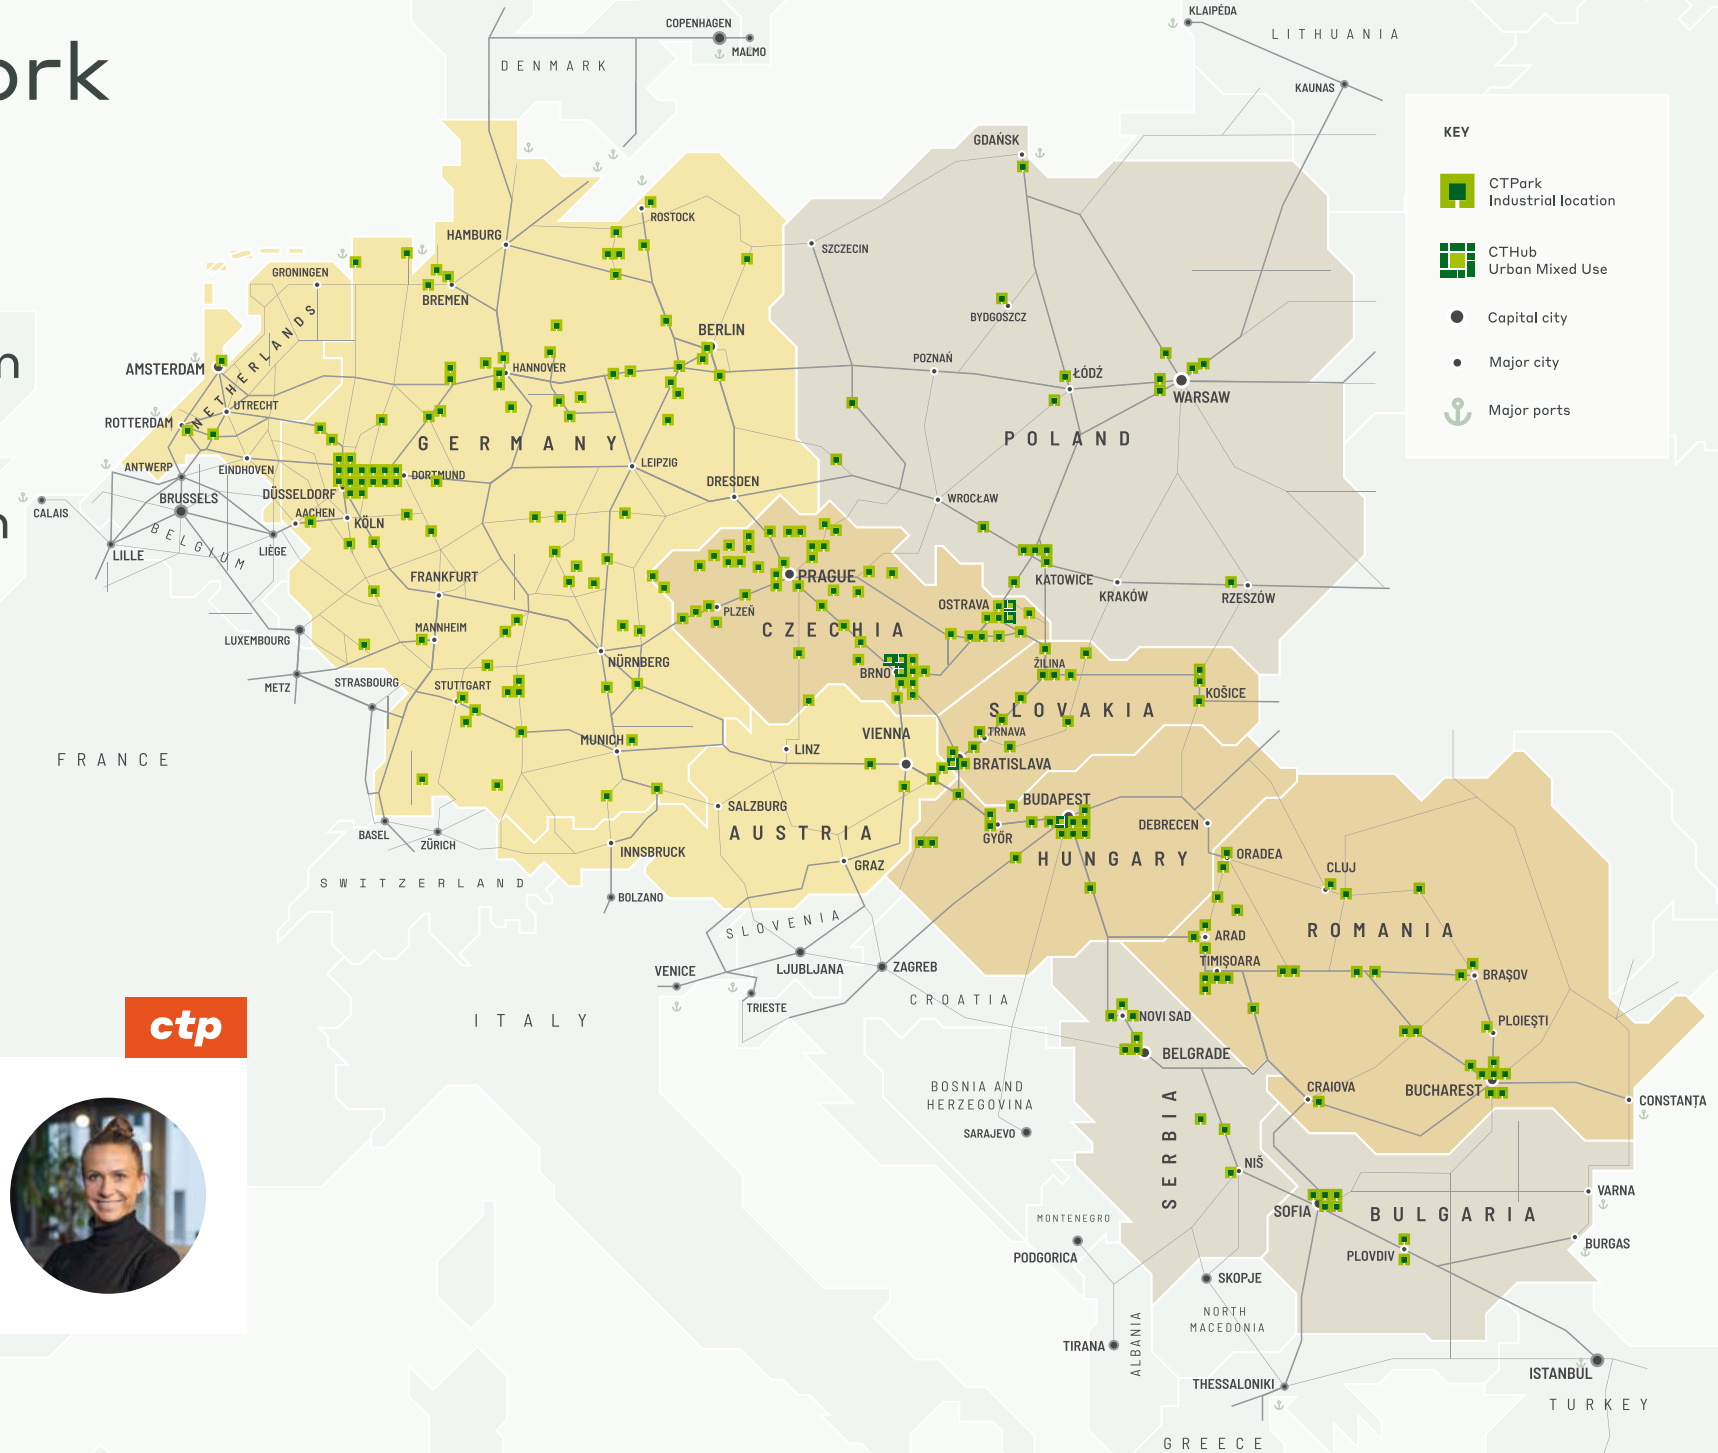 ork
n
n
KEY
CTPark
Industrial location
CTHub
Urban Mixed Use
Capital city
Major city
Major ports
COPENHAGEN
MALMO
DENMARK
KLAIPĖDA
LITHUANIA
KAUNAS
GDAŃSK
ROSTOCK
HAMBURG
SZCZECIN
GRONINGEN
BREMEN
BYDGOSZCZ
BERLIN
NETHERLANDS
AMSTERDAM
HANNOVER
POZNAŃ
ŁÓDŹ
WARSAW
UTRECHT
ROTTERDAM
GERMANY
POLAND
ANTWERP
EINDHOVEN
DORTMUND
LEIPZIG
DRESDEN
BRUSSELS
DÜSSELDORF
WROCŁAW
CALAIS
AACHEN
KÖLN
BELGIUM
LILLE
LIÈGE
FRANKFURT
PRAGUE
KATOWICE
KRAKÓW
RZESZÓW
PLZEŇ
OSTRAVA
CZECHIA
LUXEMBOURG
MANNHEIM
NÜRNBERG
BRNO
ŽILINA
METZ
STRASBOURG
STUTTGART
KOŠICE
SLOVAKIA
FRANCE
MUNICH
LINZ
VIENNA
TRNAVA
BRATISLAVA
SALZBURG
BUDAPEST
BASEL
ZÜRICH
AUSTRIA
GYŐR
DEBRECEN
INNSBRUCK
GRAZ
HUNGARY
ORADEA
CLUJ
SWITZERLAND
BOLZANO
SLOVENIA
ROMANIA
ARAD
TIMIŞOARA
BRAŞOV
VENICE
LJUBLJANA
ZAGREB
TRIESTE
CROATIA
ITALY
NOVI SAD
PLOIEŞTI
ctp
BELGRADE
BOSNIA AND
HERZEGOVINA
CRAIOVA
BUCHAREST
CONSTANŢA
SARAJEVO
SERBIA
NIŠ
VARNA
SOFIA
BULGARIA
MONTENEGRO
PODGORICA
PLOVDIV
BURGAS
SKOPJE
NORTH
MACEDONIA
TIRANA
ALBANIA
ISTANBUL
THESSALONIKI
TURKEY
GREECE